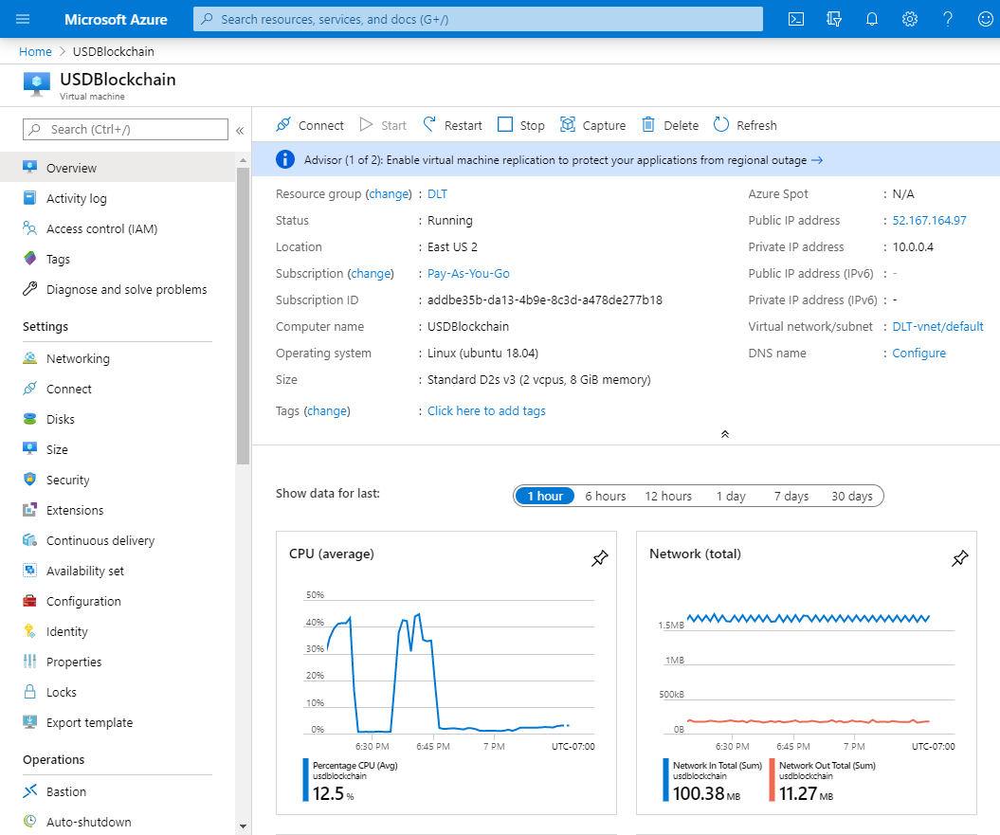 Microsoft Azure
Search resources, services, and docs (G+/)
Home > USDBlockchain
USDBlockchain
Virtual machine
Search (Ctrl+/)
«
Overview
Activity log
Access control (IAM)
Tags
Diagnose and solve problems
Settings
Networking
Connect
Disks
Size
Security
Extensions
Continuous delivery
Availability set
Configuration
Identity
Properties
Locks
Export template
Operations
Bastion
Auto-shutdown
Connect Start Restart Stop Capture Delete Refresh
Advisor (1 of 2): Enable virtual machine replication to protect your applications from regional outage →
Resource group (change) : DLT
Status : Running
Location : East US 2
Subscription (change) : Pay-As-You-Go
Subscription ID : addbe35b-da13-4b9e-8c3d-a478de277b18
Computer name : USDBlockchain
Operating system : Linux (ubuntu 18.04)
Size : Standard D2s v3 (2 vcpus, 8 GiB memory)
Tags (change) : Click here to add tags
Azure Spot : N/A
Public IP address : 52.167.164.97
Private IP address : 10.0.0.4
Public IP address (IPv6) : -
Private IP address (IPv6) : -
Virtual network/subnet : DLT-vnet/default
DNS name : Configure
Show data for last: 1 hour 6 hours 12 hours 1 day 7 days 30 days
CPU (average)
50%
40%
30%
20%
10%
0%
6:30 PM 6:45 PM 7 PM UTC-07:00
Percentage CPU (Avg)
usdblockchain
12.5 %
Network (total)
1.5MB
1MB
500kB
0B
6:30 PM 6:45 PM 7 PM UTC-07:00
Network In Total (Sum)
usdblockchain
100.38 MB
Network Out Total (Sum)
usdblockchain
11.27 MB